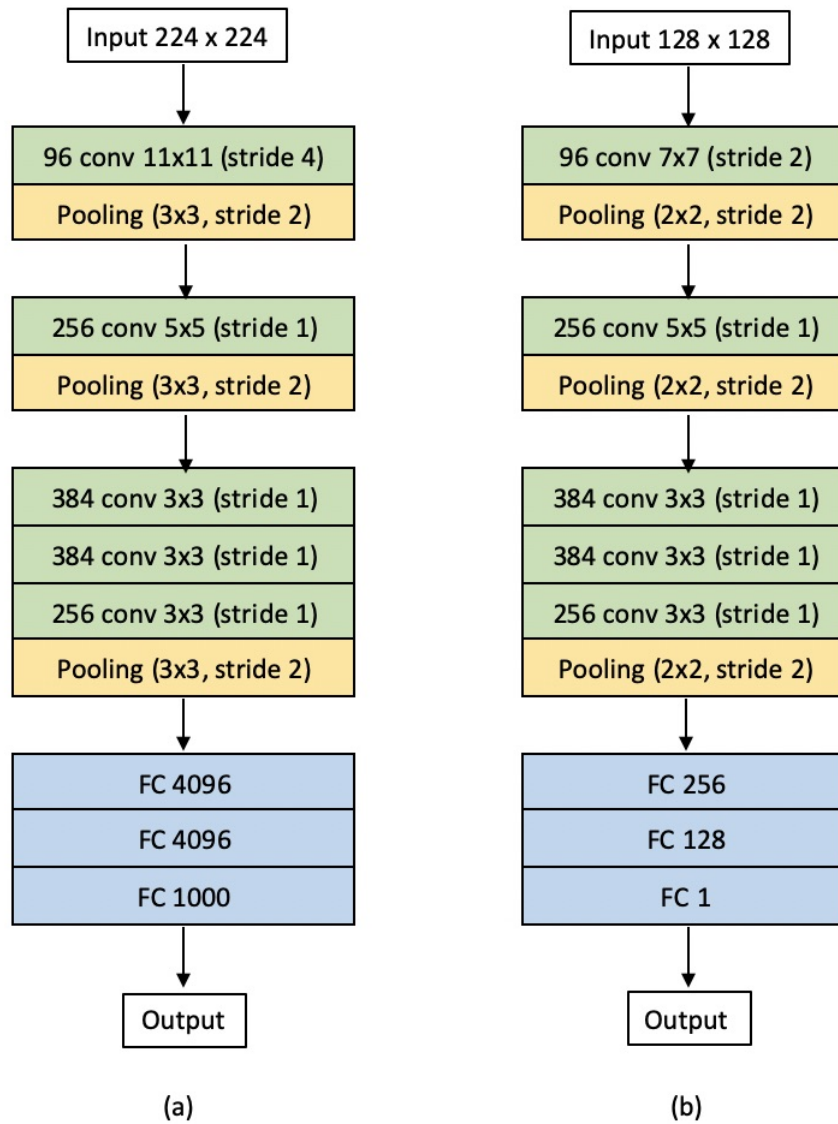 Input 224 x 224
96 conv 11x11 (stride 4)
Pooling (3x3, stride 2)
256 conv 5x5 (stride 1)
Pooling (3x3, stride 2)
384 conv 3x3 (stride 1)
384 conv 3x3 (stride 1)
256 conv 3x3 (stride 1)
Pooling (3x3, stride 2)
FC 4096
FC 4096
FC 1000
Output
(a)
Input 128 x 128
96 conv 7x7 (stride 2)
Pooling (2x2, stride 2)
256 conv 5x5 (stride 1)
Pooling (2x2, stride 2)
384 conv 3x3 (stride 1)
384 conv 3x3 (stride 1)
256 conv 3x3 (stride 1)
Pooling (2x2, stride 2)
FC 256
FC 128
FC 1
Output
(b)